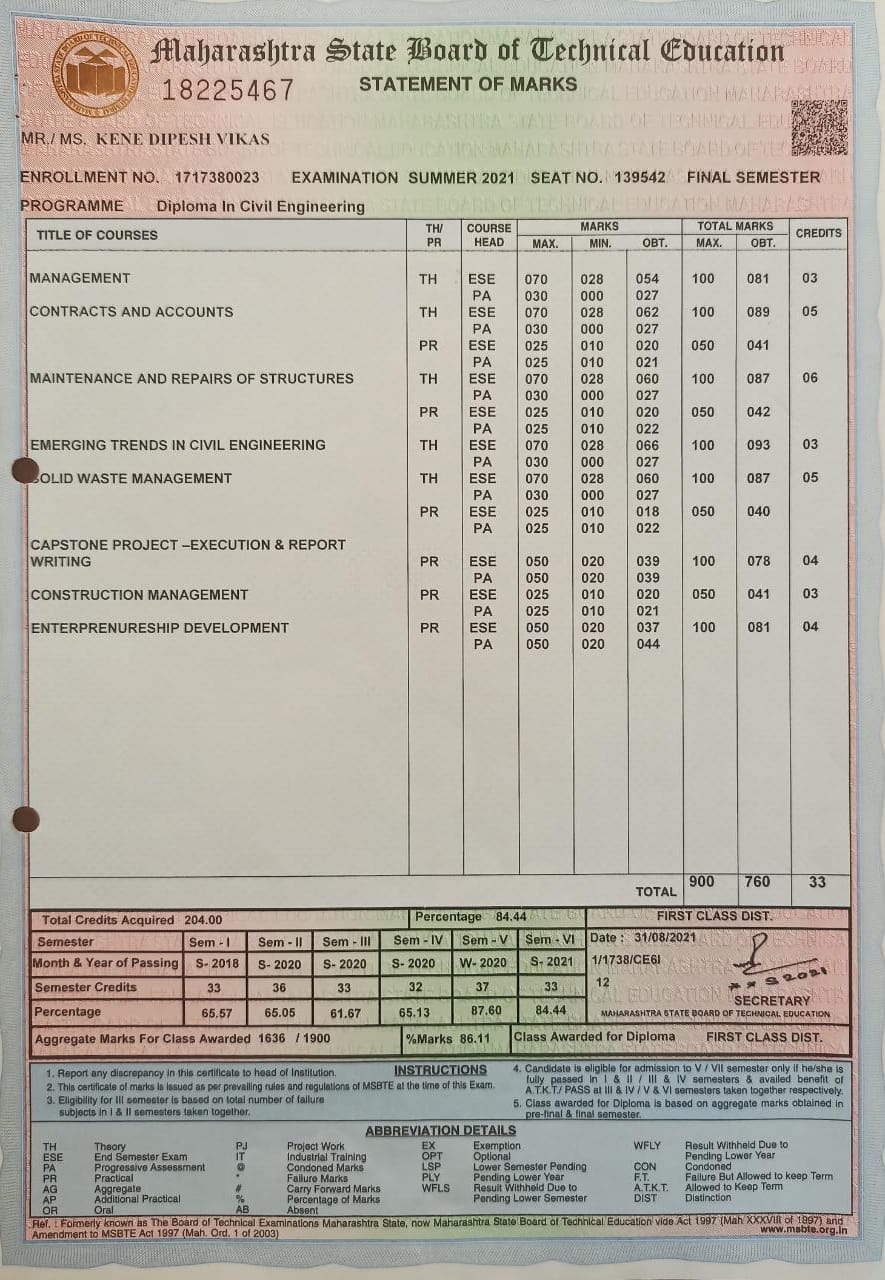 Maharashtra State Board of Technical Education
18225467 STATEMENT OF MARKS
MR./ MS. KENE DIPESH VIKAS
ENROLLMENT NO. 1717380023 EXAMINATION SUMMER 2021 SEAT NO. 139542 FINAL SEMESTER
PROGRAMME Diploma In Civil Engineering
TITLE OF COURSES TH/ PR COURSE HEAD MARKS TOTAL MARKS CREDITS
MAX. MIN. OBT. MAX. OBT.
MANAGEMENT TH ESE 070 028 054 100 081 03
PA 030 000 027
CONTRACTS AND ACCOUNTS TH ESE 070 028 062 100 089 05
PA 030 000 027
PR ESE 025 010 020 050 041
PA 025 010 021
MAINTENANCE AND REPAIRS OF STRUCTURES TH ESE 070 028 060 100 087 06
PA 030 000 027
PR ESE 025 010 020 050 042
PA 025 010 022
EMERGING TRENDS IN CIVIL ENGINEERING TH ESE 070 028 066 100 093 03
PA 030 000 027
SOLID WASTE MANAGEMENT TH ESE 070 028 060 100 087 05
PA 030 000 027
PR ESE 025 010 018 050 040
PA 025 010 022
CAPSTONE PROJECT –EXECUTION & REPORT
WRITING PR ESE 050 020 039 100 078 04
PA 050 020 039
CONSTRUCTION MANAGEMENT PR ESE 025 010 020 050 041 03
PA 025 010 021
ENTERPRENURESHIP DEVELOPMENT PR ESE 050 020 037 100 081 04
PA 050 020 044
TOTAL 900 760 33
Total Credits Acquired 204.00 Percentage 84.44 FIRST CLASS DIST.
Semester Sem - I Sem - II Sem - III Sem - IV Sem - V Sem - VI Date : 31/08/2021
Month & Year of Passing S- 2018 S- 2020 S- 2020 S- 2020 W- 2020 S- 2021 1/1738/CE6I
Semester Credits 33 36 33 32 37 33 12
SECRETARY
Percentage 65.57 65.05 61.67 65.13 87.60 84.44 MAHARASHTRA STATE BOARD OF TECHNICAL EDUCATION
Aggregate Marks For Class Awarded 1636 / 1900 %Marks 86.11 Class Awarded for Diploma FIRST CLASS DIST.
INSTRUCTIONS
1. Report any discrepancy in this certificate to head of Institution.
2. This certificate of marks is issued as per prevailing rules and regulations of MSBTE at the time of this Exam.
3. Eligibility for III semester is based on total number of failure
subjects in I & II semesters taken together.
4. Candidate is eligible for admission to V / VII semester only if he/she is
fully passed in I & II / III & IV semesters & availed benefit of
A.T.K.T./ PASS at III & IV / V & VI semesters taken together respectively.
5. Class awarded for Diploma is based on aggregate marks obtained in
pre-final & final semester.
ABBREVIATION DETAILS
TH Theory PJ Project Work EX Exemption WFLY Result Withheld Due to
ESE End Semester Exam IT Industrial Training OPT Optional Pending Lower Year
PA Progressive Assessment @ Condoned Marks LSP Lower Semester Pending CON Condoned
PR Practical * Failure Marks PLY Pending Lower Year F.T. Failure But Allowed to keep Term
AG Aggregate # Carry Forward Marks WFLS Result Withheld Due to A.T.K.T. Allowed to Keep Term
AP Additional Practical % Percentage of Marks Pending Lower Semester DIST Distinction
OR Oral AB Absent
Ref. : Formerly known as The Board of Technical Examinations Maharashtra State, now Maharashtra State Board of Technical Education vide Act 1997 (Mah XXXVIII of 1997) and
Amendment to MSBTE Act 1997 (Mah. Ord. 1 of 2003) www.msbte.org.in